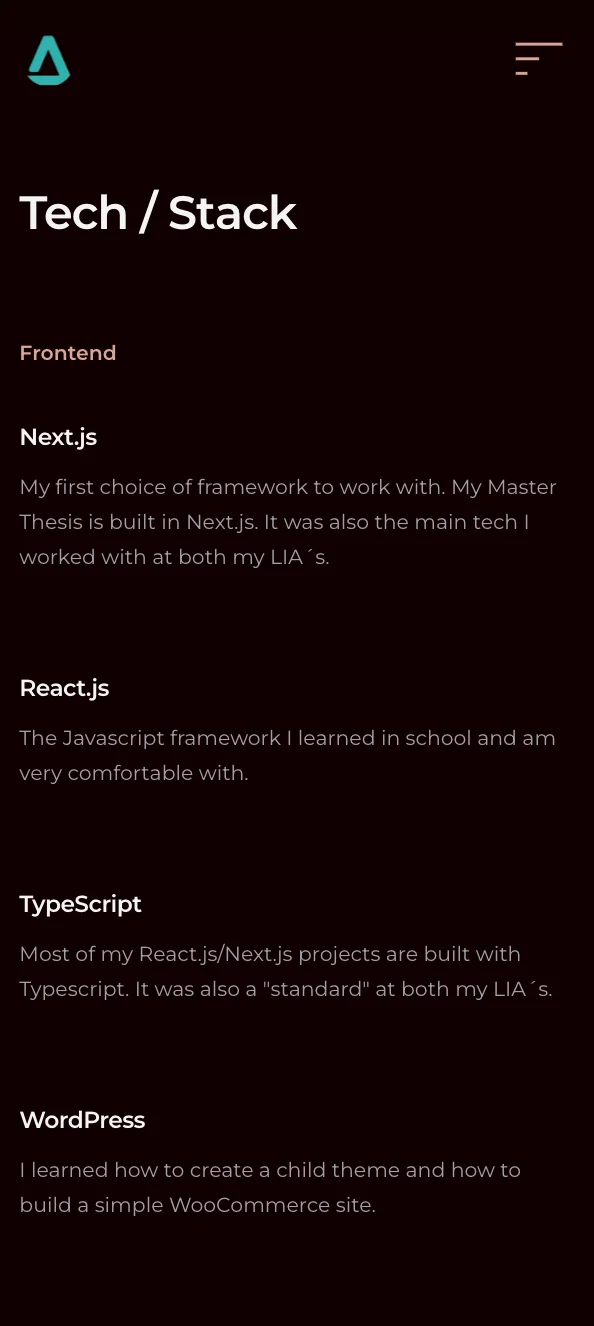 Tech / Stack
Frontend
Next.js
My first choice of framework to work with. My Master
Thesis is built in Next.js. It was also the main tech I
worked with at both my LIA´s.
React.js
The Javascript framework I learned in school and am
very comfortable with.
TypeScript
Most of my React.js/Next.js projects are built with
Typescript. It was also a "standard" at both my LIA´s.
WordPress
I learned how to create a child theme and how to
build a simple WooCommerce site.